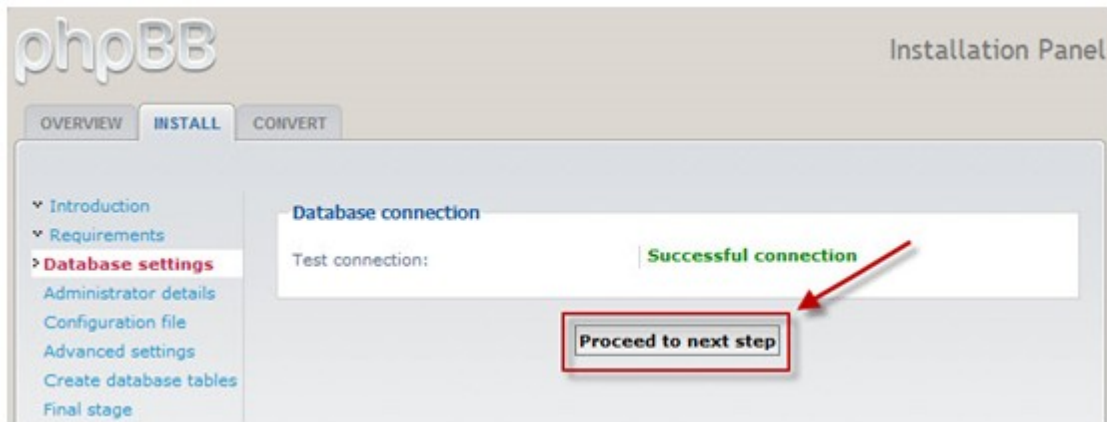 phpBB
Installation Panel
OVERVIEW INSTALL CONVERT
Introduction
Requirements
Database settings
Administrator details
Configuration file
Advanced settings
Create database tables
Final stage
Database connection
Test connection: Successful connection
Proceed to next step